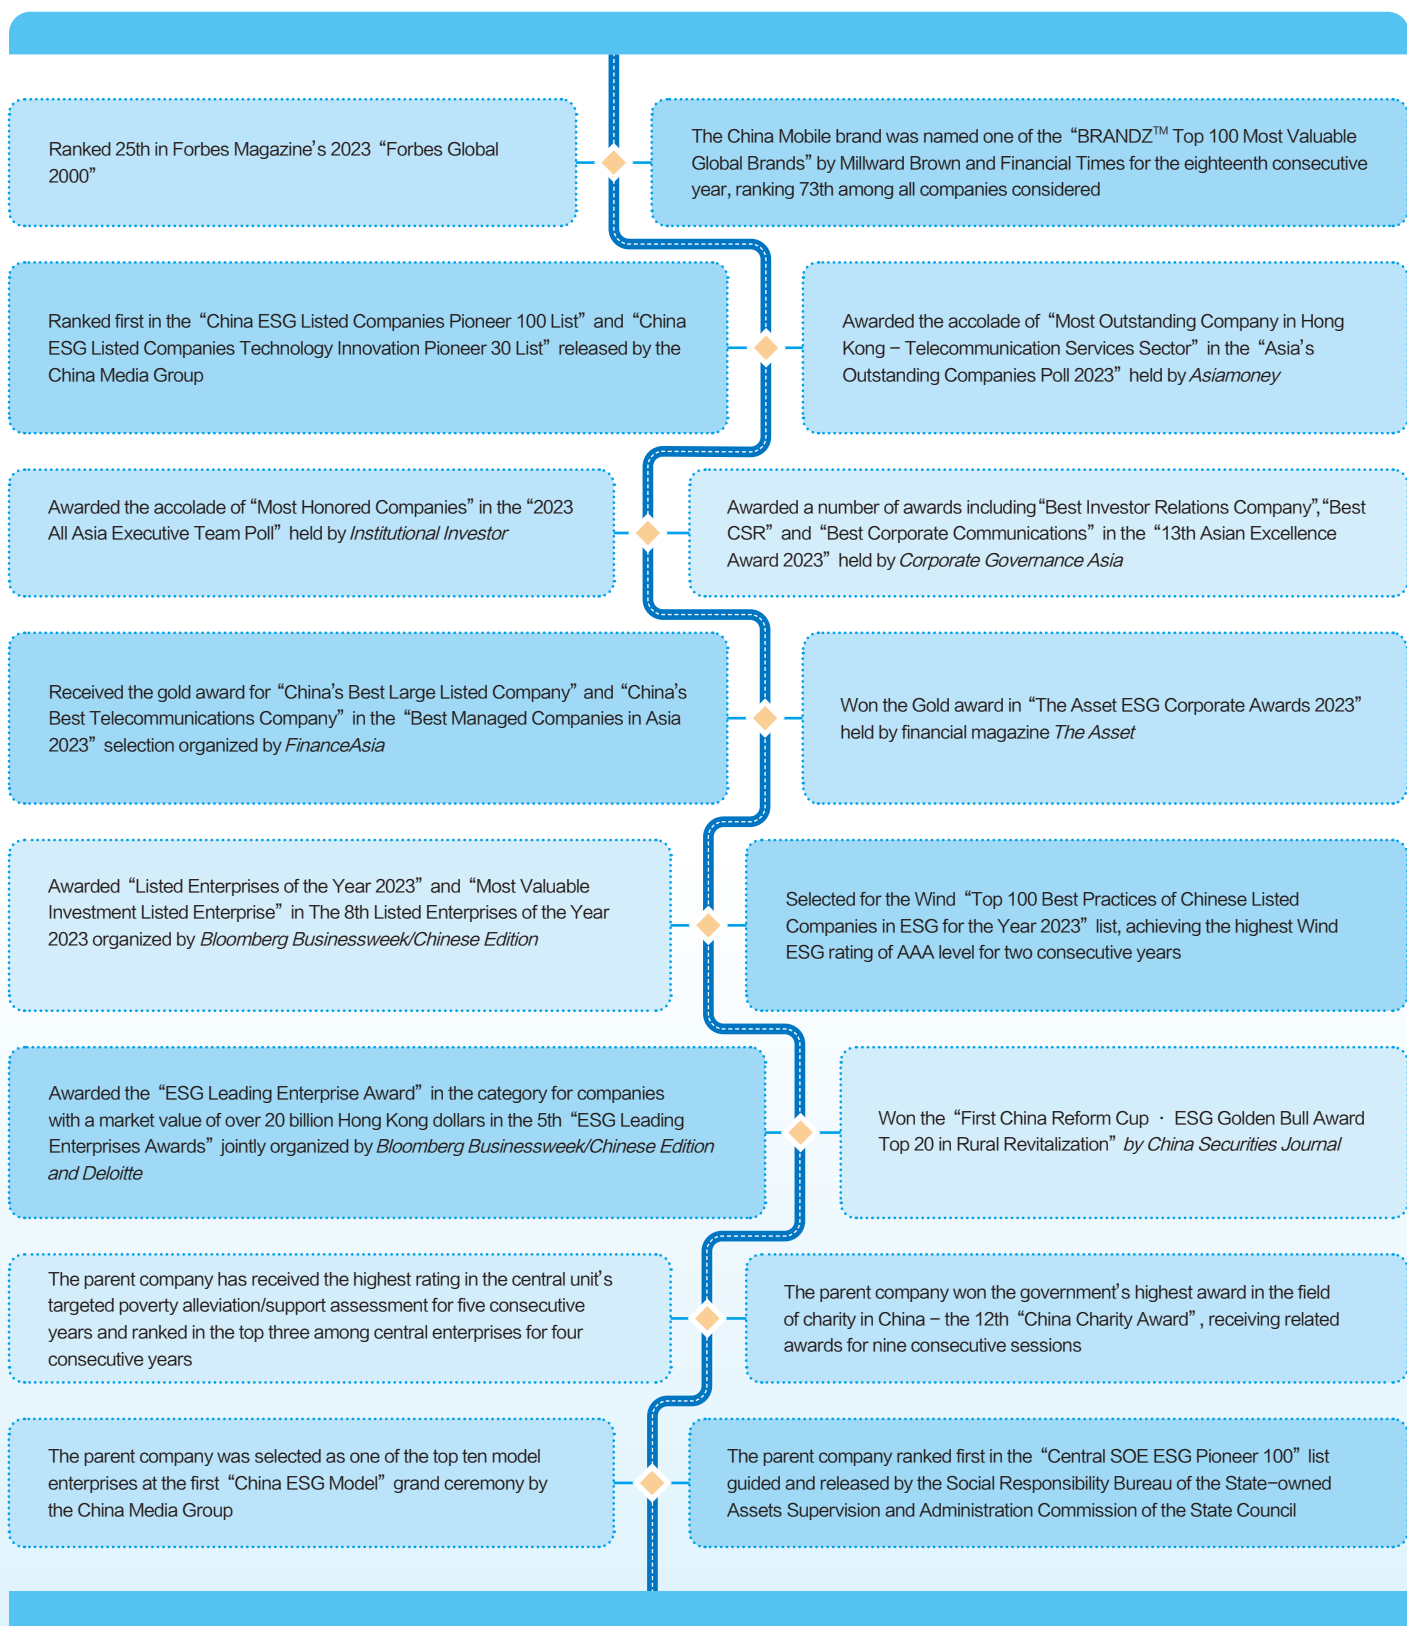 Ranked 25th in Forbes Magazine’s 2023 “Forbes Global
2000”
The China Mobile brand was named one of the “BRANDZ™ Top 100 Most Valuable
Global Brands” by Millward Brown and Financial Times for the eighteenth consecutive
year, ranking 73th among all companies considered
Ranked first in the “China ESG Listed Companies Pioneer 100 List” and “China
ESG Listed Companies Technology Innovation Pioneer 30 List” released by the
China Media Group
Awarded the accolade of “Most Outstanding Company in Hong
Kong – Telecommunication Services Sector” in the “Asia’s
Outstanding Companies Poll 2023” held by Asiamoney
Awarded the accolade of “Most Honored Companies” in the “2023
All Asia Executive Team Poll” held by Institutional Investor
Awarded a number of awards including “Best Investor Relations Company”, “Best
CSR” and “Best Corporate Communications” in the “13th Asian Excellence
Award 2023” held by Corporate Governance Asia
Received the gold award for “China’s Best Large Listed Company” and “China’s
Best Telecommunications Company” in the “Best Managed Companies in Asia
2023” selection organized by FinanceAsia
Won the Gold award in “The Asset ESG Corporate Awards 2023”
held by financial magazine The Asset
Awarded “Listed Enterprises of the Year 2023” and “Most Valuable
Investment Listed Enterprise” in The 8th Listed Enterprises of the Year
2023 organized by Bloomberg Businessweek/Chinese Edition
Selected for the Wind “Top 100 Best Practices of Chinese Listed
Companies in ESG for the Year 2023” list, achieving the highest Wind
ESG rating of AAA level for two consecutive years
Awarded the “ESG Leading Enterprise Award” in the category for companies
with a market value of over 20 billion Hong Kong dollars in the 5th “ESG Leading
Enterprises Awards” jointly organized by Bloomberg Businessweek/Chinese Edition
and Deloitte
Won the “First China Reform Cup · ESG Golden Bull Award
Top 20 in Rural Revitalization” by China Securities Journal
The parent company has received the highest rating in the central unit’s
targeted poverty alleviation/support assessment for five consecutive
years and ranked in the top three among central enterprises for four
consecutive years
The parent company won the government’s highest award in the field
of charity in China – the 12th “China Charity Award”, receiving related
awards for nine consecutive sessions
The parent company was selected as one of the top ten model
enterprises at the first “China ESG Model” grand ceremony by
the China Media Group
The parent company ranked first in the “Central SOE ESG Pioneer 100” list
guided and released by the Social Responsibility Bureau of the State-owned
Assets Supervision and Administration Commission of the State Council